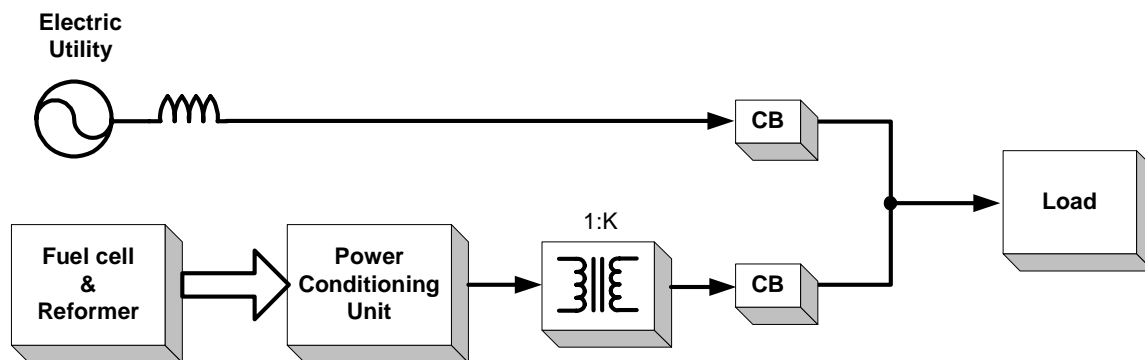 Electric
Utility
CB
Load
1:K
Fuel cell
&
Reformer
Power
Conditioning
Unit
CB